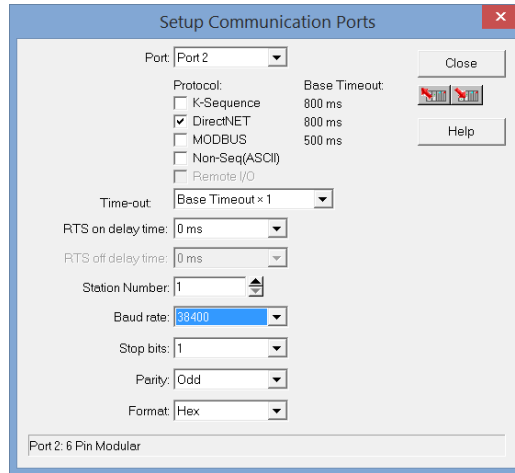 Setup Communication Ports
x
Port: Port 2
Close
Protocol: Base Timeout:
K-Sequence 800 ms
DirectNET 800 ms
MODBUS 500 ms
Help
Non-Seq(ASCII)
Remote I/O
Time-out: Base Timeout × 1
RTS on delay time: 0 ms
RTS off delay time: 0 ms
Station Number: 1
Baud rate: 38400
Stop bits: 1
Parity: Odd
Format: Hex
Port 2: 6 Pin Modular